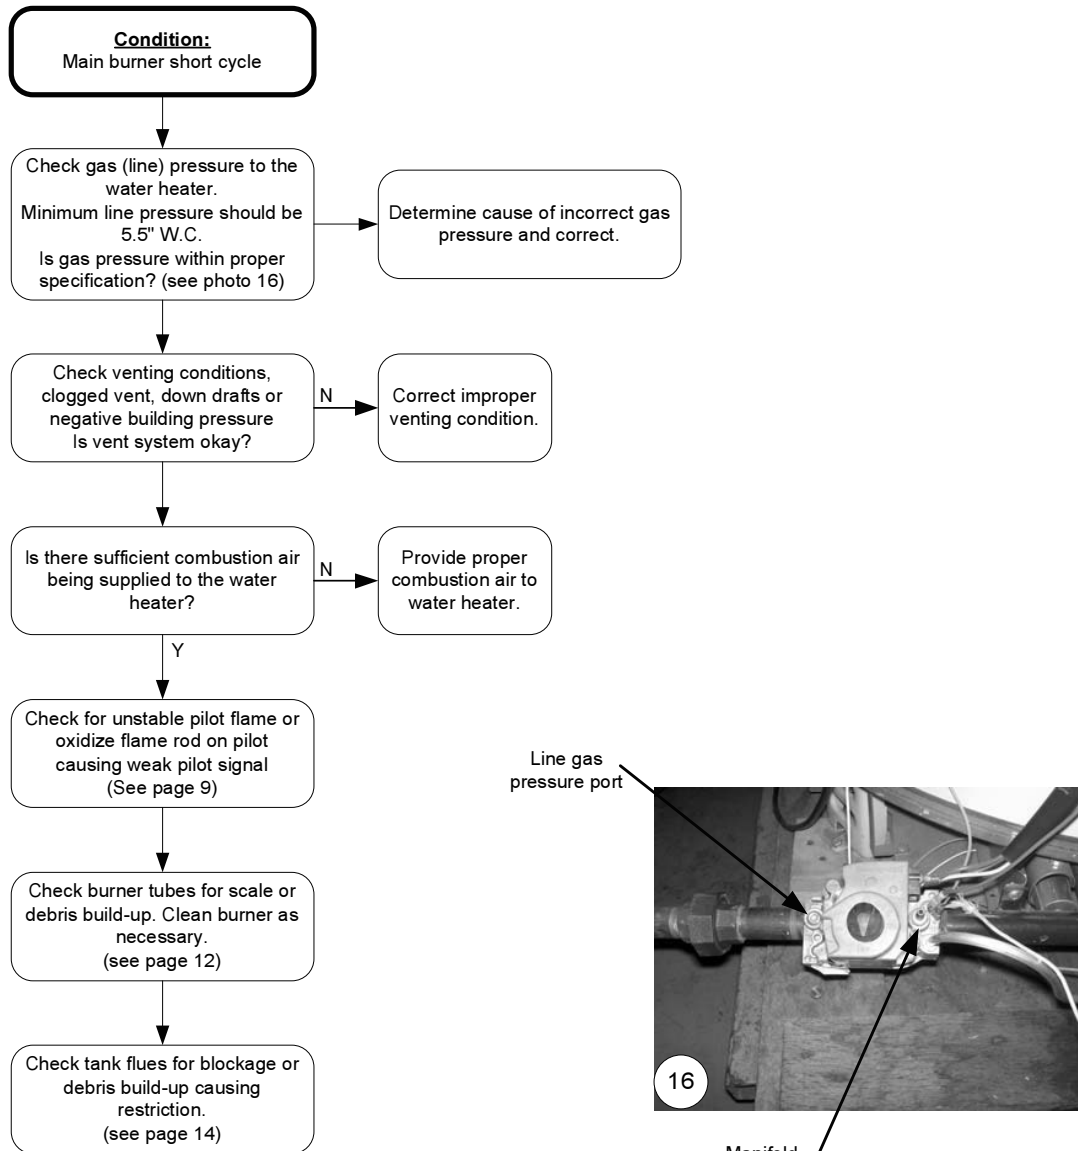 Condition:
Main burner short cycle
Check gas (line) pressure to the
water heater.
Minimum line pressure should be
5.5" W.C.
Is gas pressure within proper
specification? (see photo 16)
Determine cause of incorrect gas
pressure and correct.
Check venting conditions,
clogged vent, down drafts or
negative building pressure
Is vent system okay?
N
Correct improper
venting condition.
Is there sufficient combustion air
being supplied to the water
heater?
N
Provide proper
combustion air to
water heater.
Y
Check for unstable pilot flame or
oxidize flame rod on pilot
causing weak pilot signal
(See page 9)
Line gas
pressure port
Check burner tubes for scale or
debris build-up. Clean burner as
necessary.
(see page 12)
Check tank flues for blockage or
debris build-up causing
restriction.
(see page 14)
16
Manifold